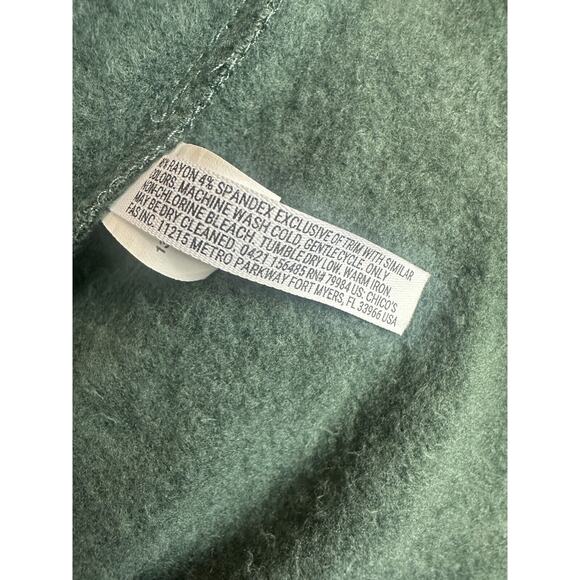 % RAYON 4% SPANDEX EXCLUSIVE OF TRIM WITH SIMILAR
COLORS. MACHINE WASH COLD, GENTLE CYCLE. ONLY
NON-CHLORINE BLEACH. TUMBLE DRY LOW. WARM IRON.
MAY BE DRY CLEANED. 0421 156485 RN# 79984 US: CHICO'S
FAS INC. 11215 METRO PARKWAY FORT MYERS, FL 33966 USA